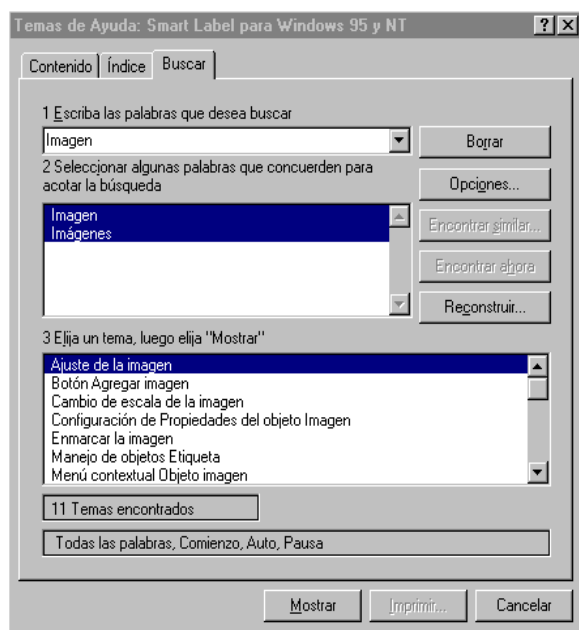 Temas de Ayuda: Smart Label para Windows 95 y NT
Contenido Índice Buscar
1 Escriba las palabras que desea buscar
Imagen
Borrar
2 Seleccionar algunas palabras que concuerden para
acotar la búsqueda
Opciones...
Imagen
Imágenes
Encontrar similar...
Encontrar ahora
Reconstruir...
3 Elija un tema, luego elija "Mostrar"
Ajuste de la imagen
Botón Agregar imagen
Cambio de escala de la imagen
Configuración de Propiedades del objeto Imagen
Enmarcar la imagen
Manejo de objetos Etiqueta
Menú contextual Objeto imagen
11 Temas encontrados
Todas las palabras, Comienzo, Auto, Pausa
Mostrar Imprimir... Cancelar